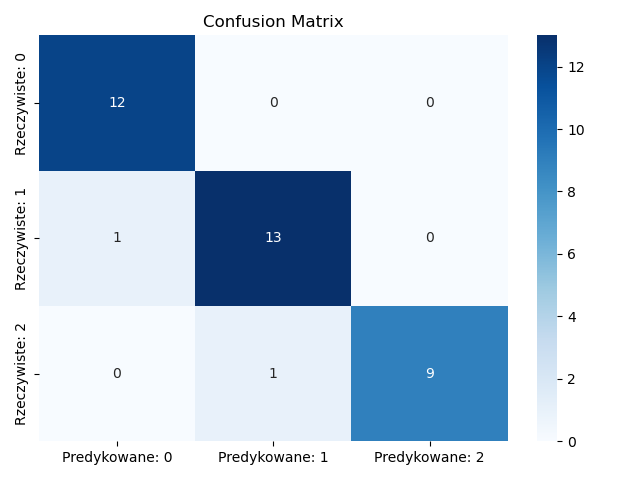 Confusion Matrix
Rzeczywiste: 0
12 0 0
Rzeczywiste: 1
1 13 0
Rzeczywiste: 2
0 1 9
Predykowane: 0 Predykowane: 1 Predykowane: 2
12
10
8
6
4
2
0